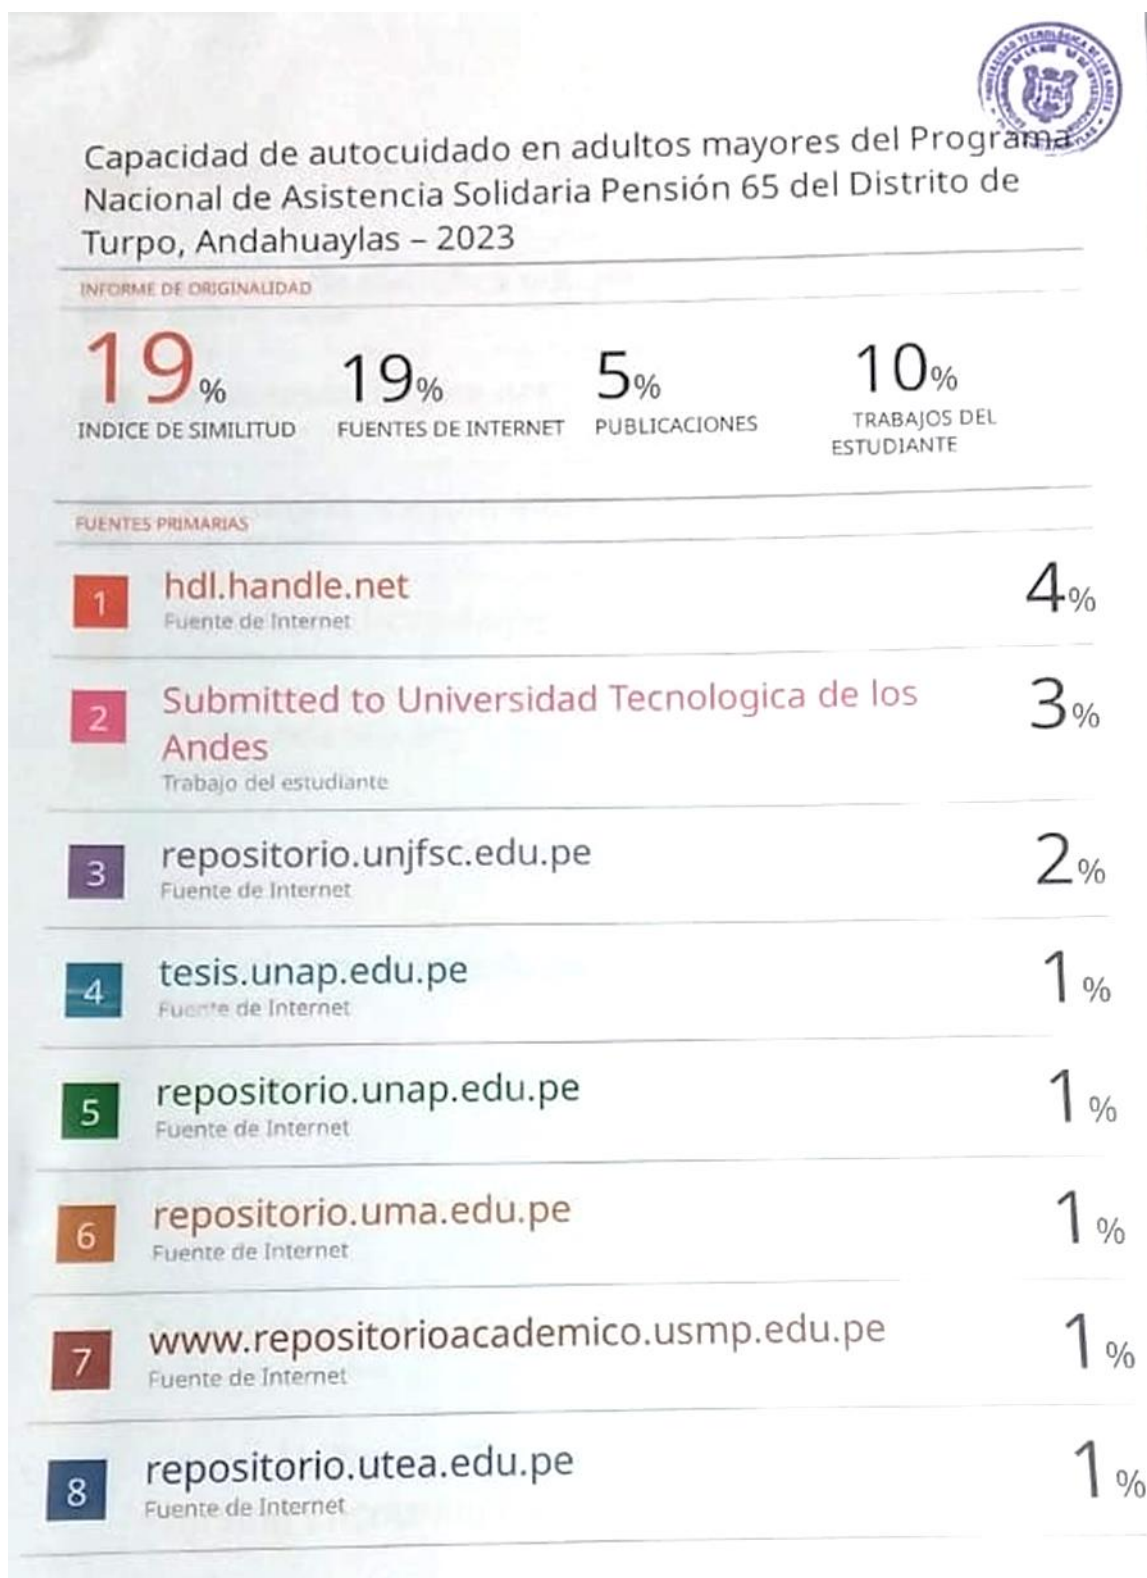 Capacidad de autocuidado en adultos mayores del Programa
Nacional de Asistencia Solidaria Pensión 65 del Distrito de
Turpo, Andahuaylas – 2023
INFORME DE ORIGINALIDAD
19% 19% 5% 10%
INDICE DE SIMILITUD FUENTES DE INTERNET PUBLICACIONES TRABAJOS DEL
ESTUDIANTE
FUENTES PRIMARIAS
1 hdl.handle.net 4%
Fuente de Internet
2 Submitted to Universidad Tecnologica de los 3%
Andes
Trabajo del estudiante
3 repositorio.unjfsc.edu.pe 2%
Fuente de Internet
4 tesis.unap.edu.pe 1%
Fuente de Internet
5 repositorio.unap.edu.pe 1%
Fuente de Internet
6 repositorio.uma.edu.pe 1%
Fuente de Internet
7 www.repositorioacademico.usmp.edu.pe 1%
Fuente de Internet
8 repositorio.utea.edu.pe 1%
Fuente de Internet